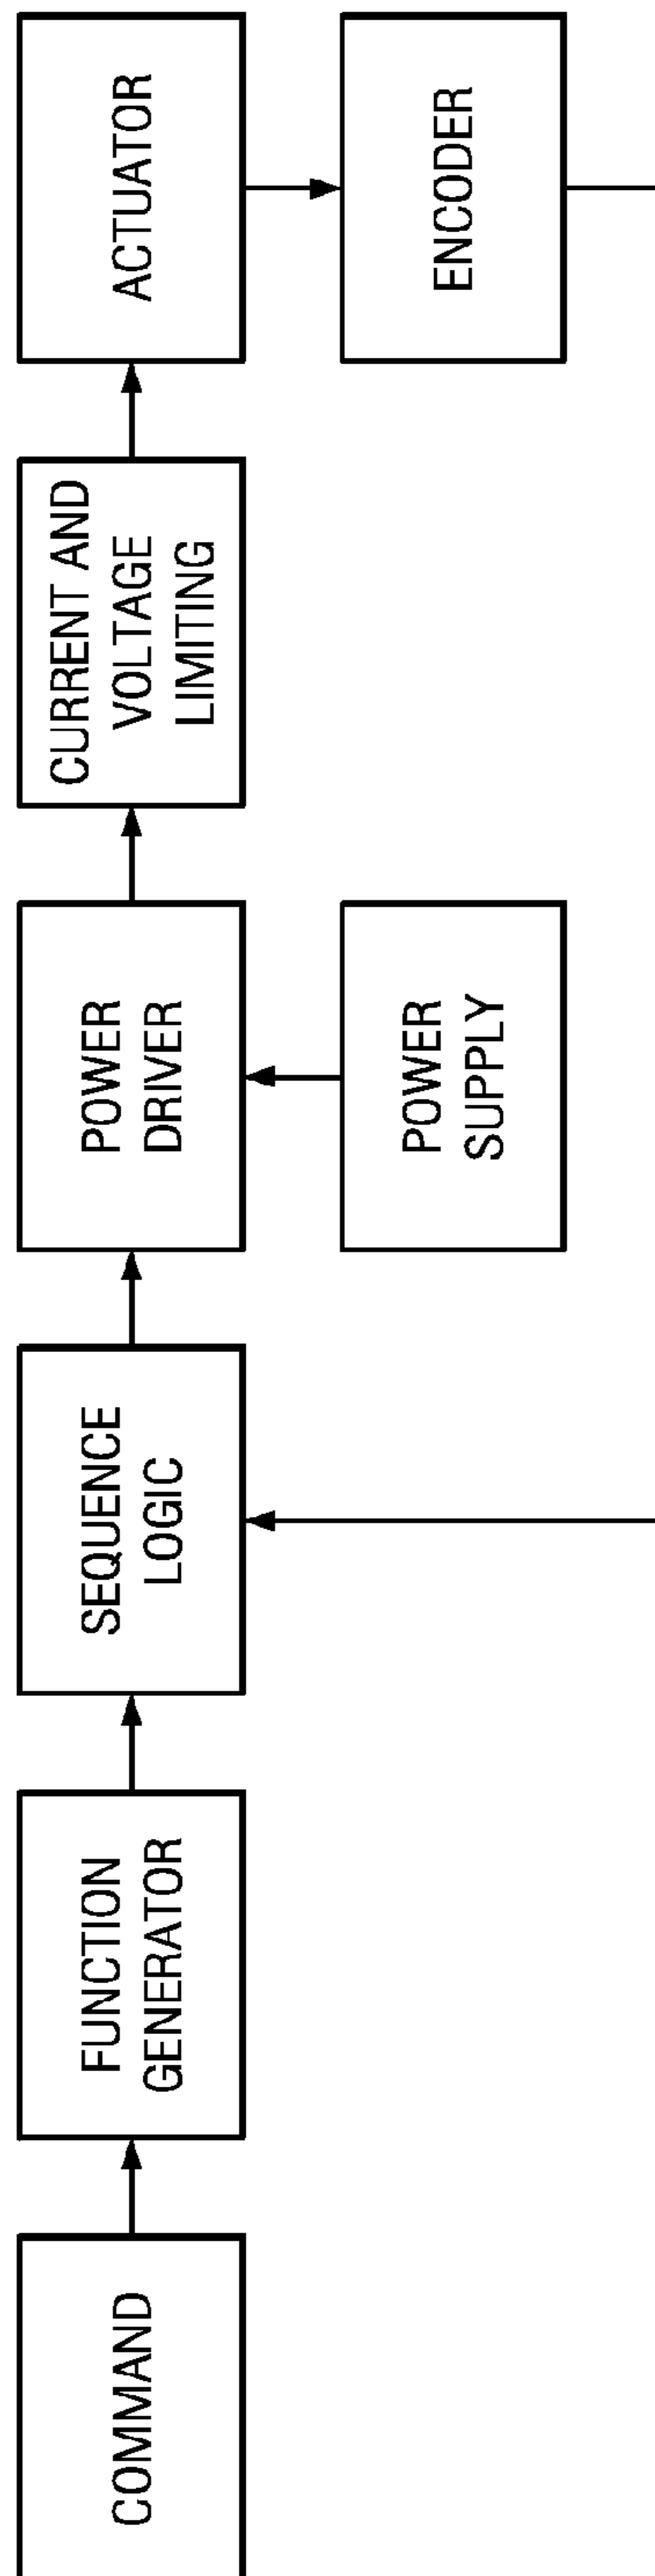 COMMAND
FUNCTION
GENERATOR
SEQUENCE
LOGIC
POWER
DRIVER
CURRENT AND
VOLTAGE
LIMITING
ACTUATOR
POWER
SUPPLY
ENCODER